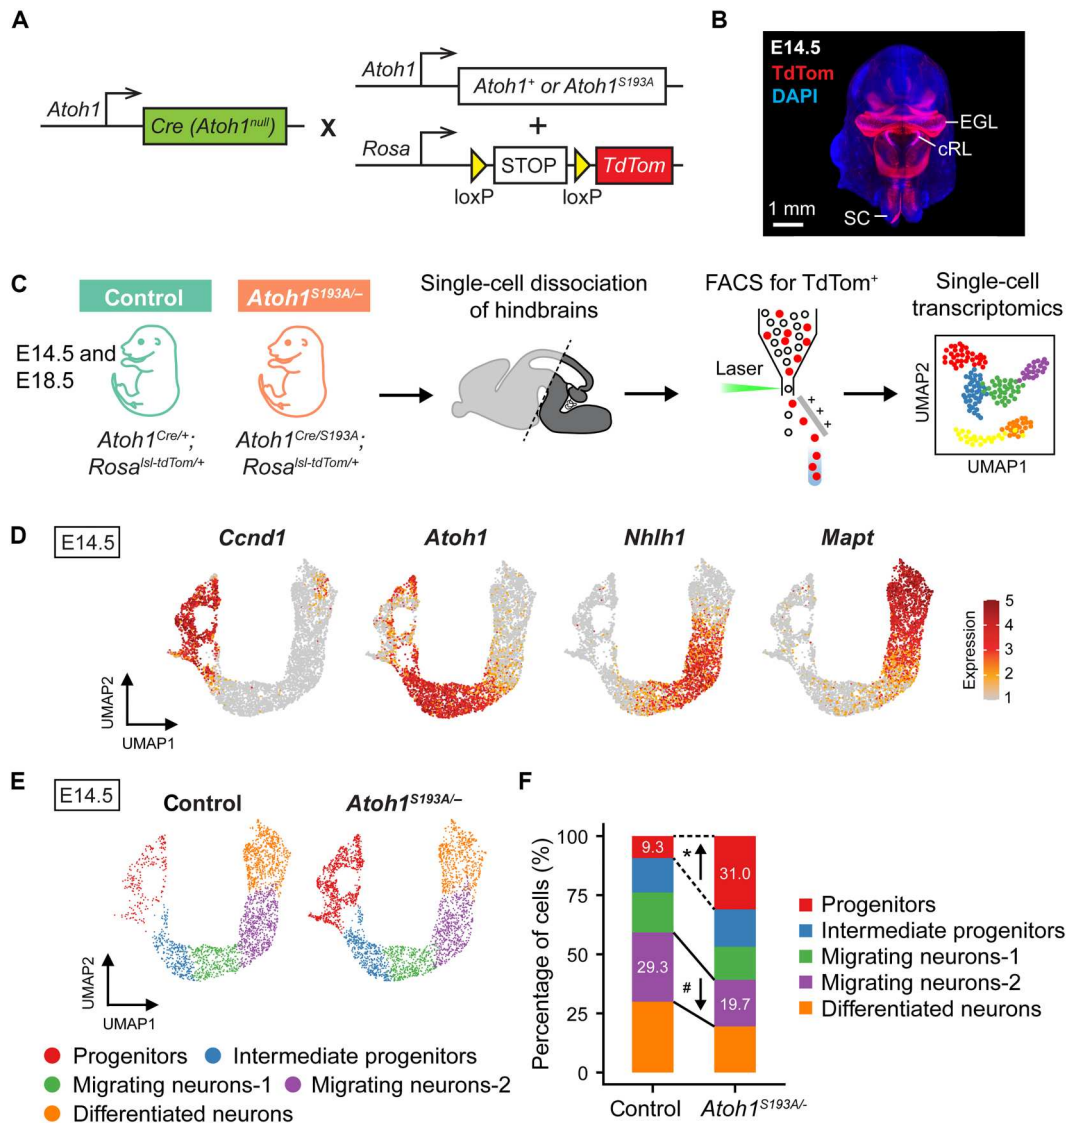 A
Atoh1
Cre (Atoh1null)
X
Atoh1
Atoh1+ or Atoh1S193A
+
Rosa
STOP
TdTom
loxP
loxP
B
E14.5
TdTom
DAPI
EGL
cRL
SC
1 mm
C
Control
Atoh1S193A/–
E14.5 and
E18.5
Atoh1Cre/+;
Rosalsl-tdTom/+
Atoh1Cre/S193A;
Rosalsl-tdTom/+
Single-cell dissociation
of hindbrains
FACS for TdTom+
Laser
+
+
+
Single-cell
transcriptomics
UMAP2
UMAP1
D
E14.5
Ccnd1
Atoh1
Nhlh1
Mapt
UMAP2
UMAP1
Expression
5
4
3
2
1
E
E14.5
Control
Atoh1S193A/–
UMAP2
UMAP1
Progenitors
Intermediate progenitors
Migrating neurons-1
Migrating neurons-2
Differentiated neurons
F
Percentage of cells (%)
100
75
50
25
0
9.3
29.3
*
#
31.0
19.7
Control
Atoh1S193A/-
Progenitors
Intermediate progenitors
Migrating neurons-1
Migrating neurons-2
Differentiated neurons